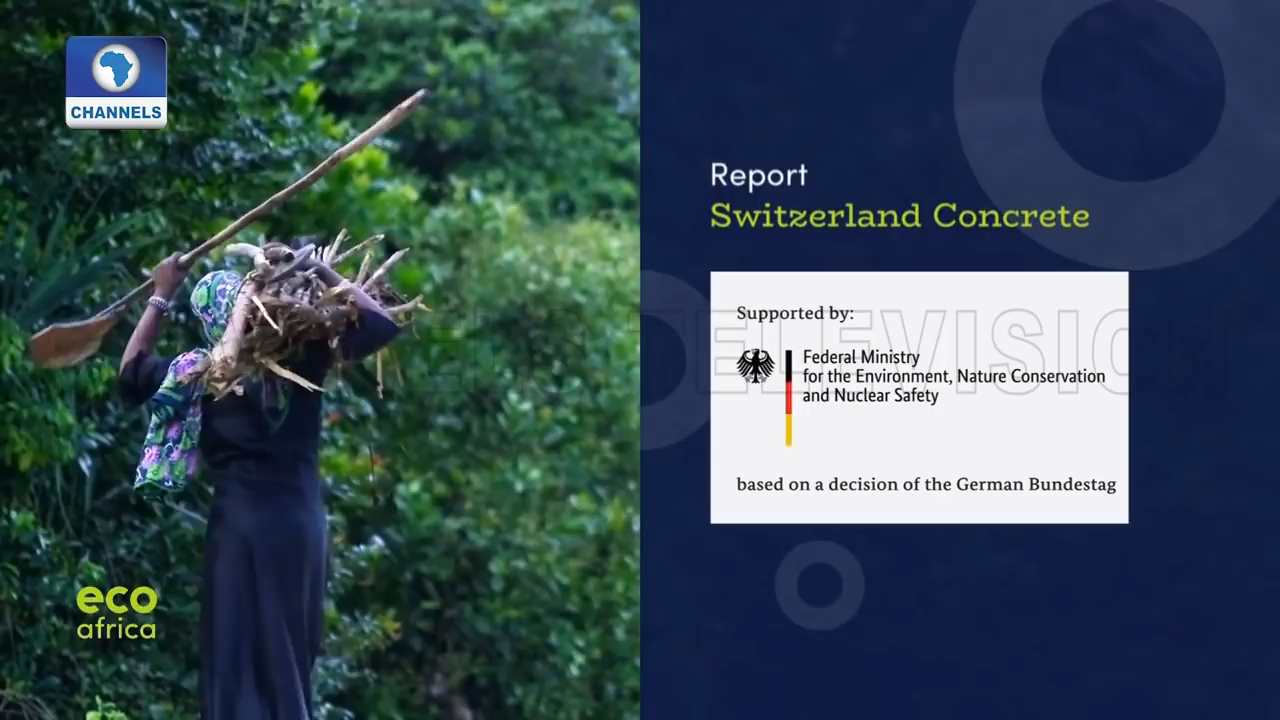 CHANNELS
eco
africa
Report
Switzerland Concrete
Supported by:
Federal Ministry
for the Environment, Nature Conservation
and Nuclear Safety
based on a decision of the German Bundestag
TELEVISION